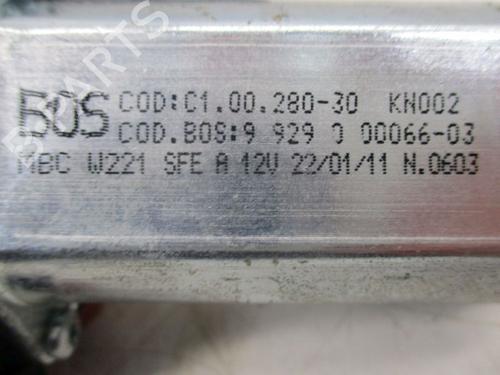 BOS COD:C1.00.280-30 KN002
COD.BOS:9 929 0 00066-03
MBC W221 SFE A 12V 22/01/11 N.0603
B PARTS